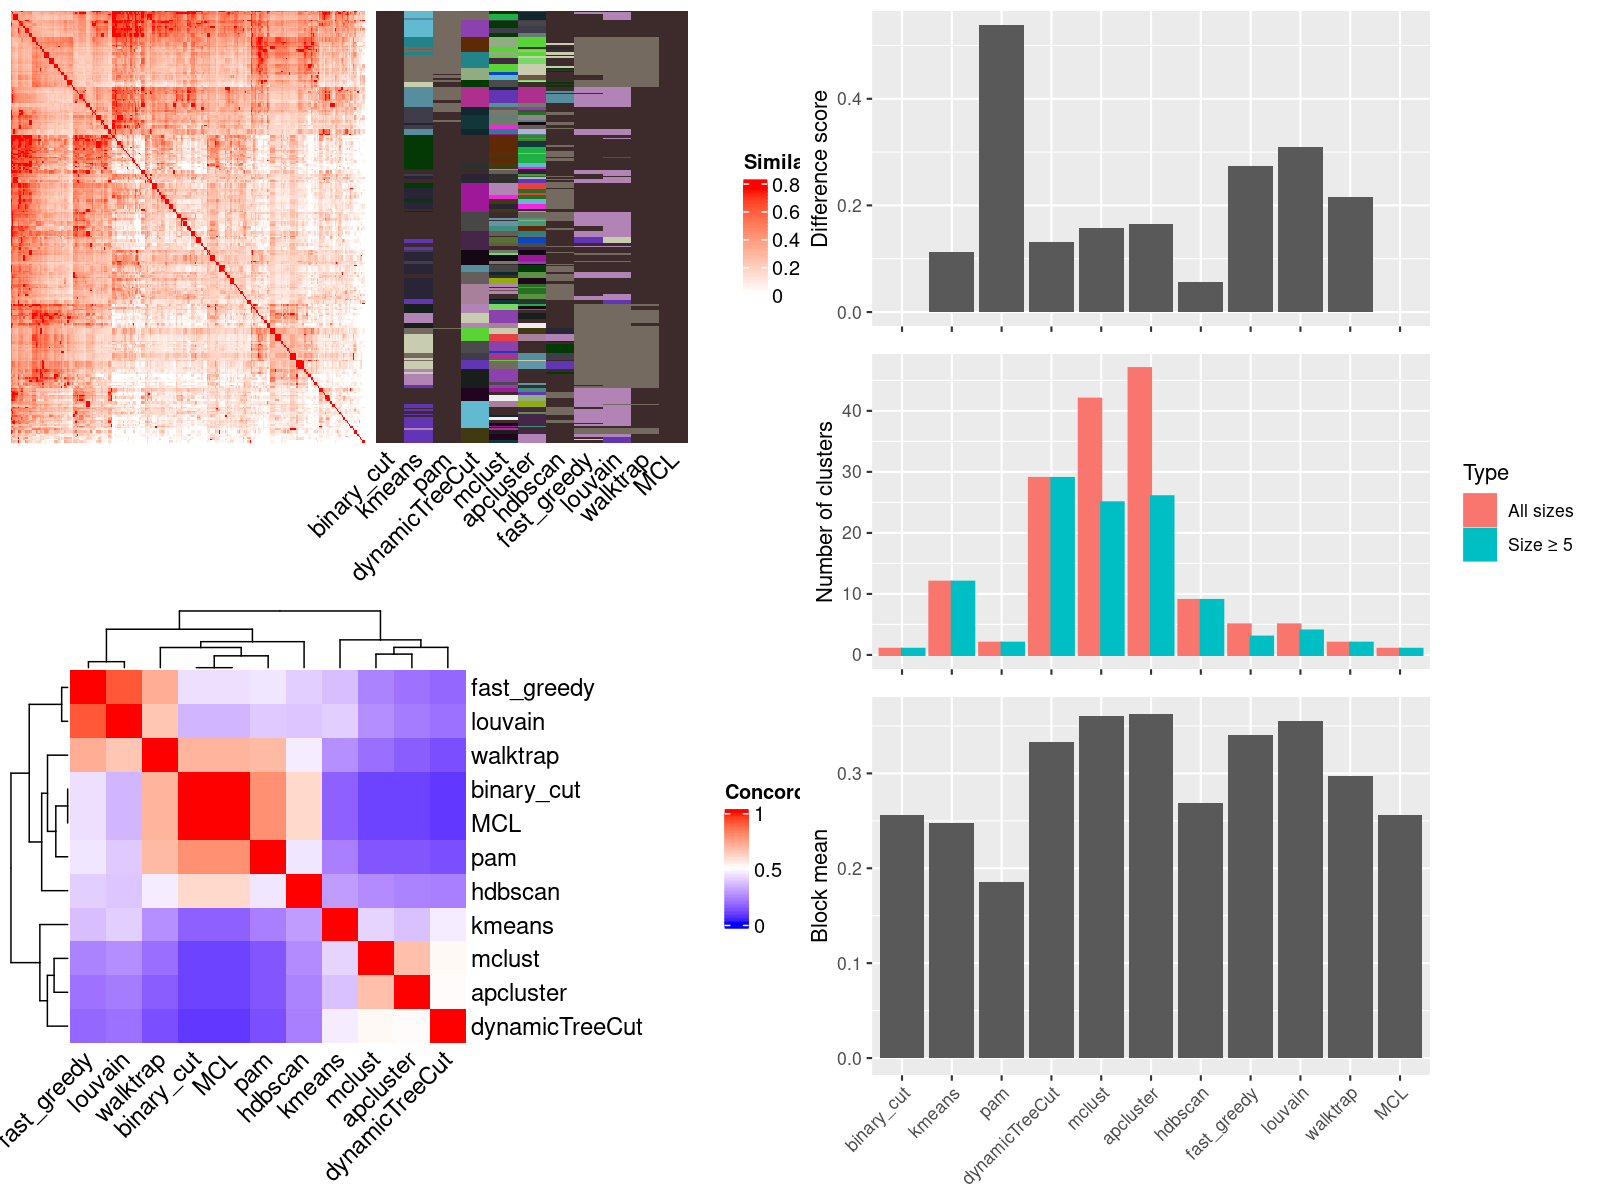 Simila
0.8
0.6
0.4
0.2
0
binary_cut
kmeans
pam
dynamicTreeCut
mclust
apcluster
hdbscan
fast_greedy
louvain
walktrap
MCL
fast_greedy
louvain
walktrap
binary_cut
MCL
pam
hdbscan
kmeans
mclust
apcluster
dynamicTreeCut
fast_greedy
louvain
walktrap
binary_cut
MCL
pam
hdbscan
kmeans
mclust
apcluster
dynamicTreeCut
Concord
1
0.5
0
Difference score
0.4
0.2
0.0
Number of clusters
40
30
20
10
0
Type
All sizes
Size ≥ 5
Block mean
0.3
0.2
0.1
0.0
binary_cut
kmeans
pam
dynamicTreeCut
mclust
apcluster
hdbscan
fast_greedy
louvain
walktrap
MCL